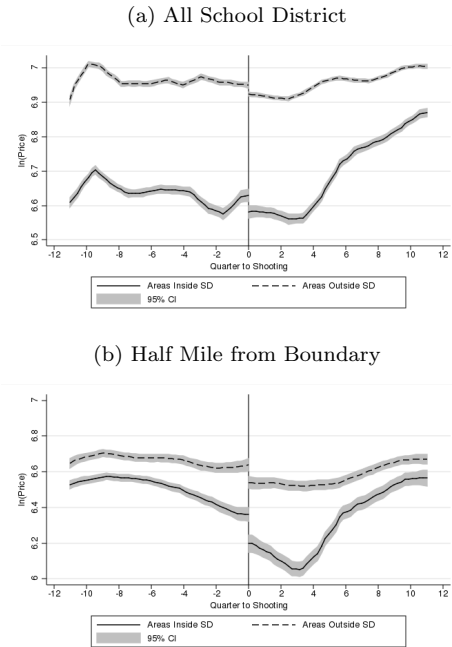 (a) All School District
7
6.9
6.8
6.7
6.6
6.5
ln(Price)
-12 -10 -8 -6 -4 -2 0 2 4 6 8 10 12
Quarter to Shooting
Areas Inside SD Areas Outside SD
95% CI
(b) Half Mile from Boundary
7
6.8
6.6
6.4
6.2
6
ln(Price)
-12 -10 -8 -6 -4 -2 0 2 4 6 8 10 12
Quarter to Shooting
Areas Inside SD Areas Outside SD
95% CI